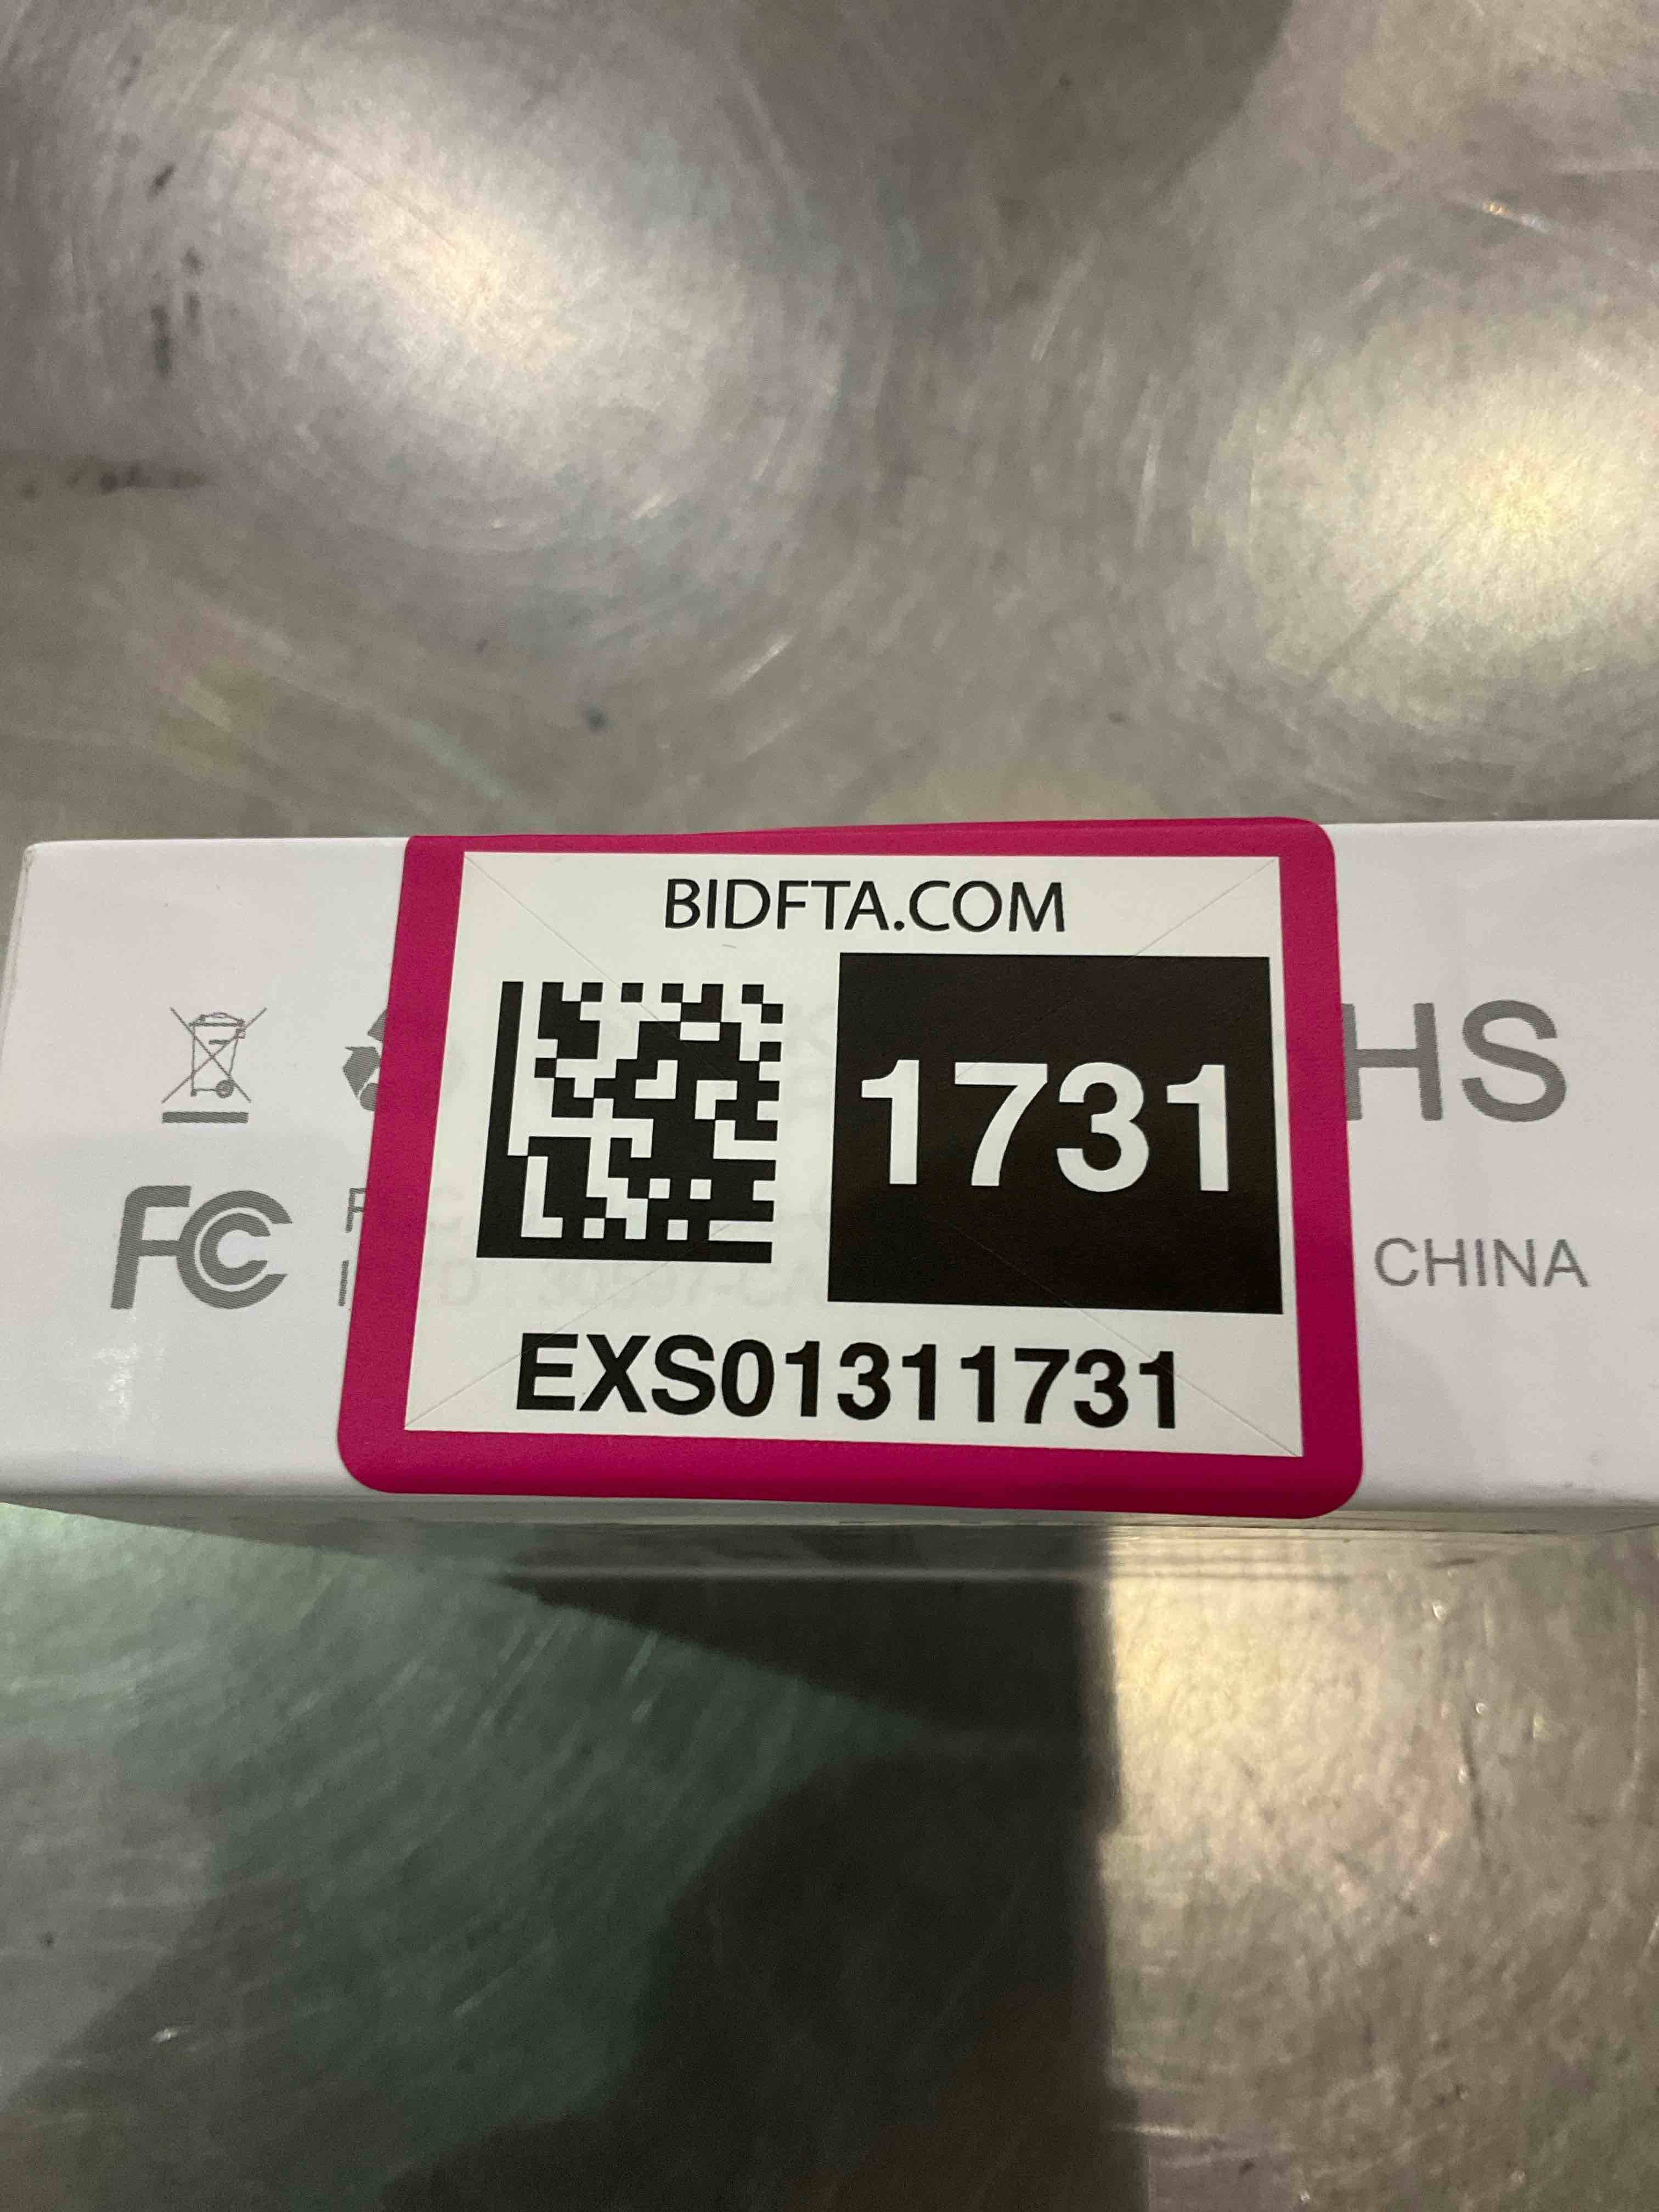 BIDFTA.COM
1731
EXS01311731
HS
FC
CHINA